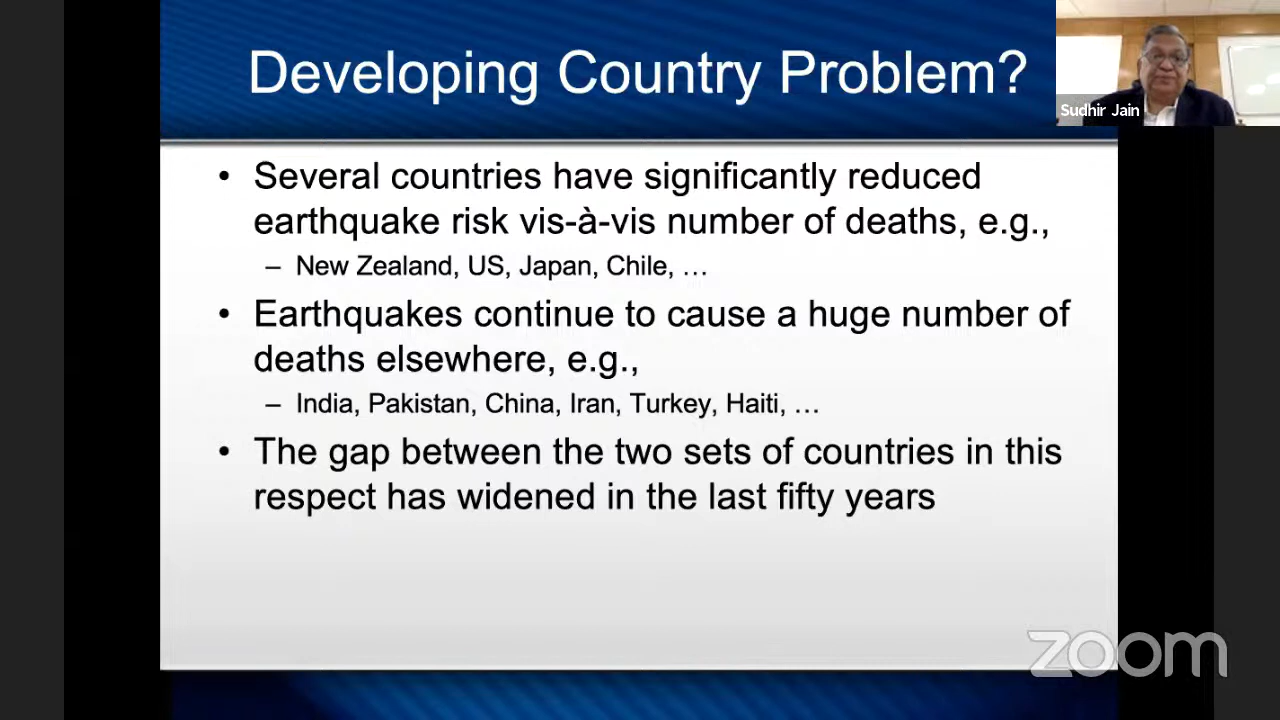 Developing Country Problem?
Sudhir Jain
• Several countries have significantly reduced
earthquake risk vis-à-vis number of deaths, e.g.,
– New Zealand, US, Japan, Chile, …
• Earthquakes continue to cause a huge number of
deaths elsewhere, e.g.,
– India, Pakistan, China, Iran, Turkey, Haiti, …
• The gap between the two sets of countries in this
respect has widened in the last fifty years
zoom